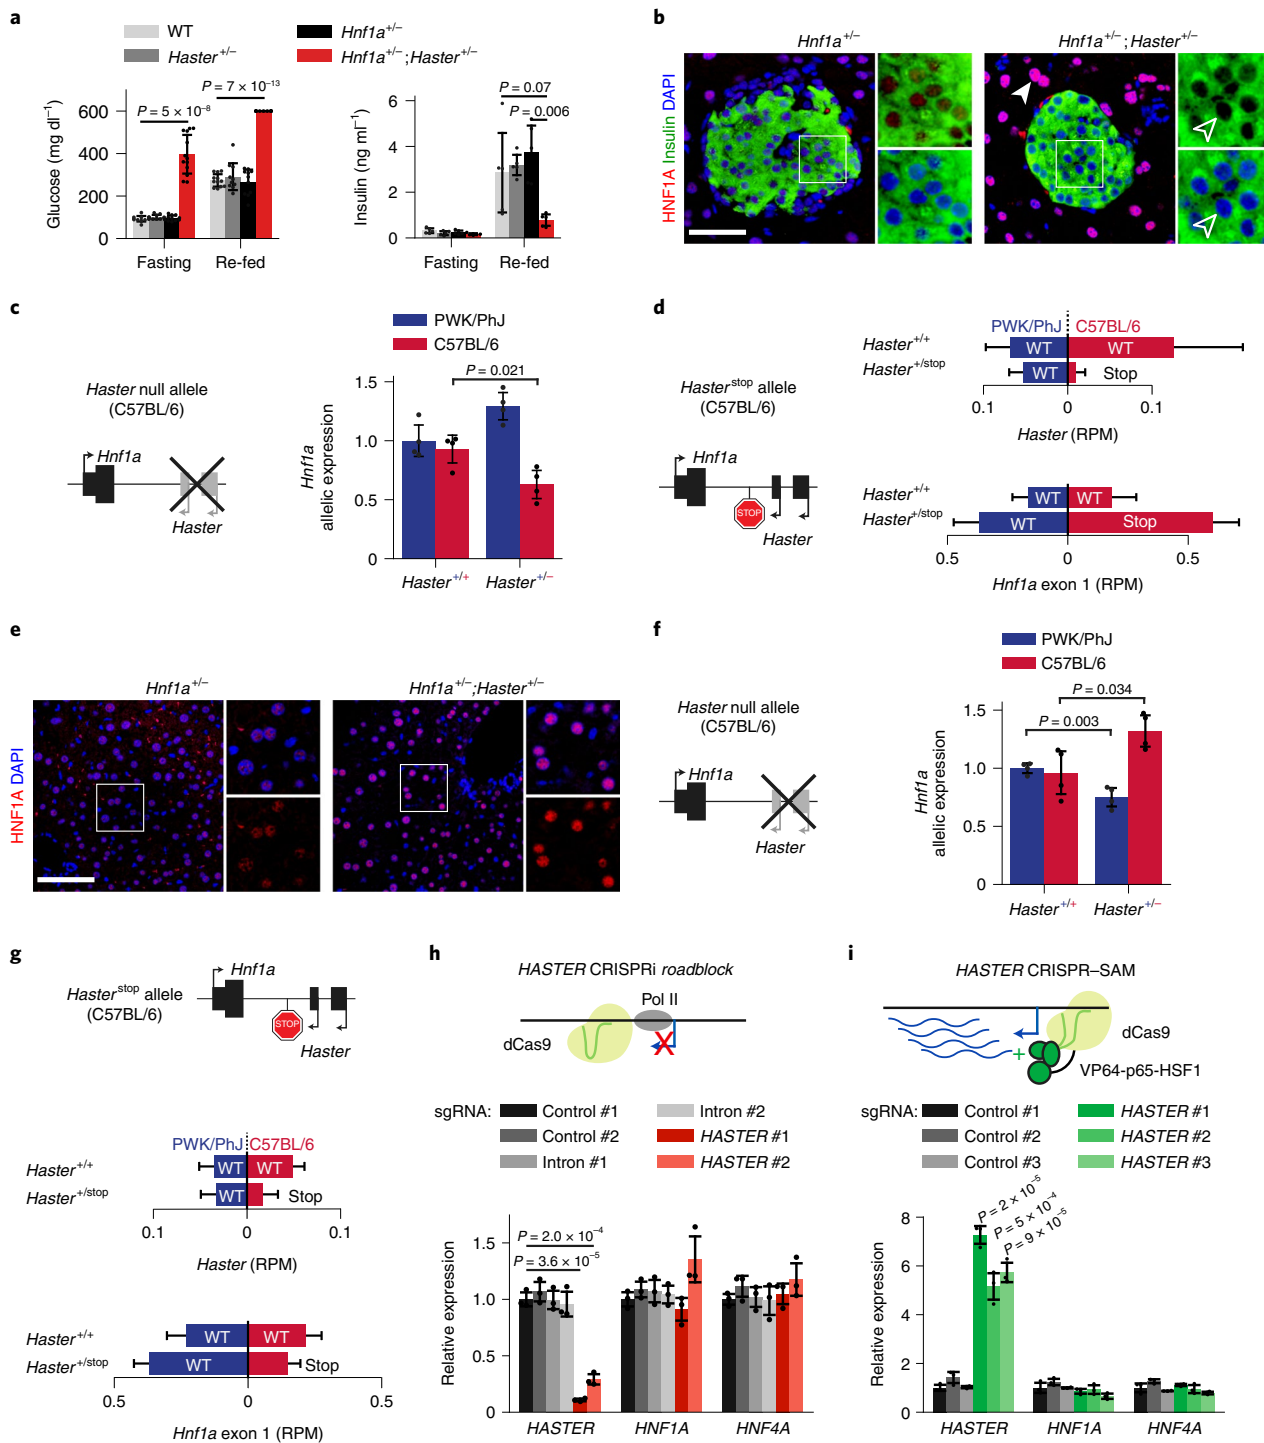 a
WT
Haster+/−
Hnf1a+/−
Hnf1a+/−;Haster+/−
Glucose (mg dl−1)
600
400
200
0
P = 5 × 10−8
P = 7 × 10−13
Fasting
Re-fed
Insulin (ng ml−1)
6
4
2
0
P = 0.07
P = 0.006
Fasting
Re-fed
b
Hnf1a+/−
Hnf1a+/−;Haster+/−
HNF1A Insulin DAPI
c
PWK/PhJ
C57BL/6
Haster null allele
(C57BL/6)
Hnf1a
Haster
Hnf1a
allelic expression
1.5
1.0
0.5
0
P = 0.021
Haster+/+
Haster+/−
d
Hasterstop allele
(C57BL/6)
Hnf1a
STOP
Haster
PWK/PhJ
C57BL/6
Haster+/+
WT
WT
Haster+/stop
WT
Stop
0.1
0
0.1
Haster (RPM)
Haster+/+
WT
WT
Haster+/stop
WT
Stop
0.5
0
0.5
Hnf1a exon 1 (RPM)
e
Hnf1a+/−
Hnf1a+/−;Haster+/−
HNF1A DAPI
f
PWK/PhJ
C57BL/6
Haster null allele
(C57BL/6)
Hnf1a
Haster
Hnf1a
allelic expression
1.5
1.0
1.5
0
P = 0.003
P = 0.034
Haster+/+
Haster+/−
g
Hasterstop allele
(C57BL/6)
Hnf1a
STOP
Haster
PWK/PhJ
C57BL/6
Haster+/+
WT
WT
Haster+/stop
WT
Stop
0.1
0
0.1
Haster (RPM)
Haster+/+
WT
WT
Haster+/stop
WT
Stop
0.5
0
0.5
Hnf1a exon 1 (RPM)
h
HASTER CRISPRi roadblock
Pol II
dCas9
X
sgRNA:
Control #1
Control #2
Intron #1
Intron #2
HASTER #1
HASTER #2
Relative expression
1.5
1.0
0.5
0
P = 2.0 × 10−4
P = 3.6 × 10−5
HASTER
HNF1A
HNF4A
i
HASTER CRISPR–SAM
dCas9
+
VP64-p65-HSF1
sgRNA:
Control #1
Control #2
Control #3
HASTER #1
HASTER #2
HASTER #3
Relative expression
8
6
4
2
0
P = 2 × 10−5
P = 5 × 10−4
P = 9 × 10−5
HASTER
HNF1A
HNF4A